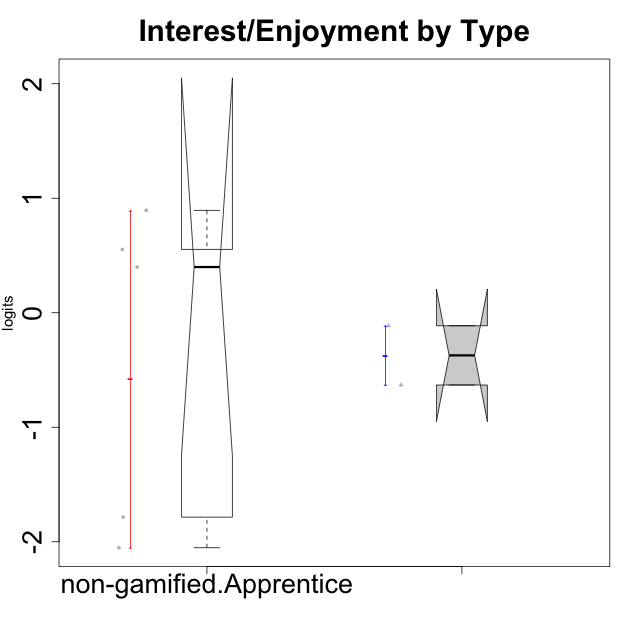 Interest/Enjoyment by Type
logits
2
1
0
-1
-2
non-gamified.Apprentice